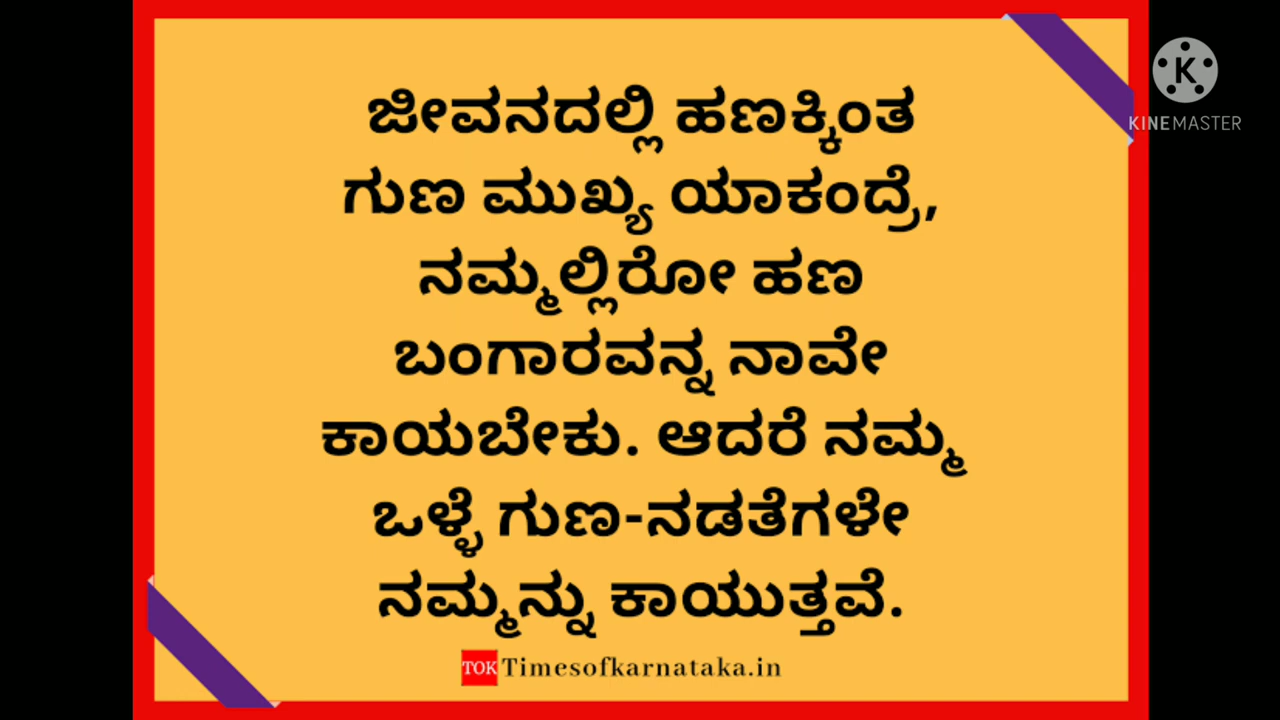 ಜೀವನದಲ್ಲಿ ಹಣಕ್ಕಿಂತ
ಗುಣ ಮುಖ್ಯ ಯಾಕಂದ್ರೆ,
ನಮ್ಮಲ್ಲಿರೋ ಹಣ
ಬಂಗಾರವನ್ನ ನಾವೇ
ಕಾಯಬೇಕು. ಆದರೆ ನಮ್ಮ
ಒಳ್ಳೆ ಗುಣ-ನಡತೆಗಳೇ
ನಮ್ಮನ್ನು ಕಾಯುತ್ತವೆ.
TOK Timesofkarnataka.in
K
KINEMASTER